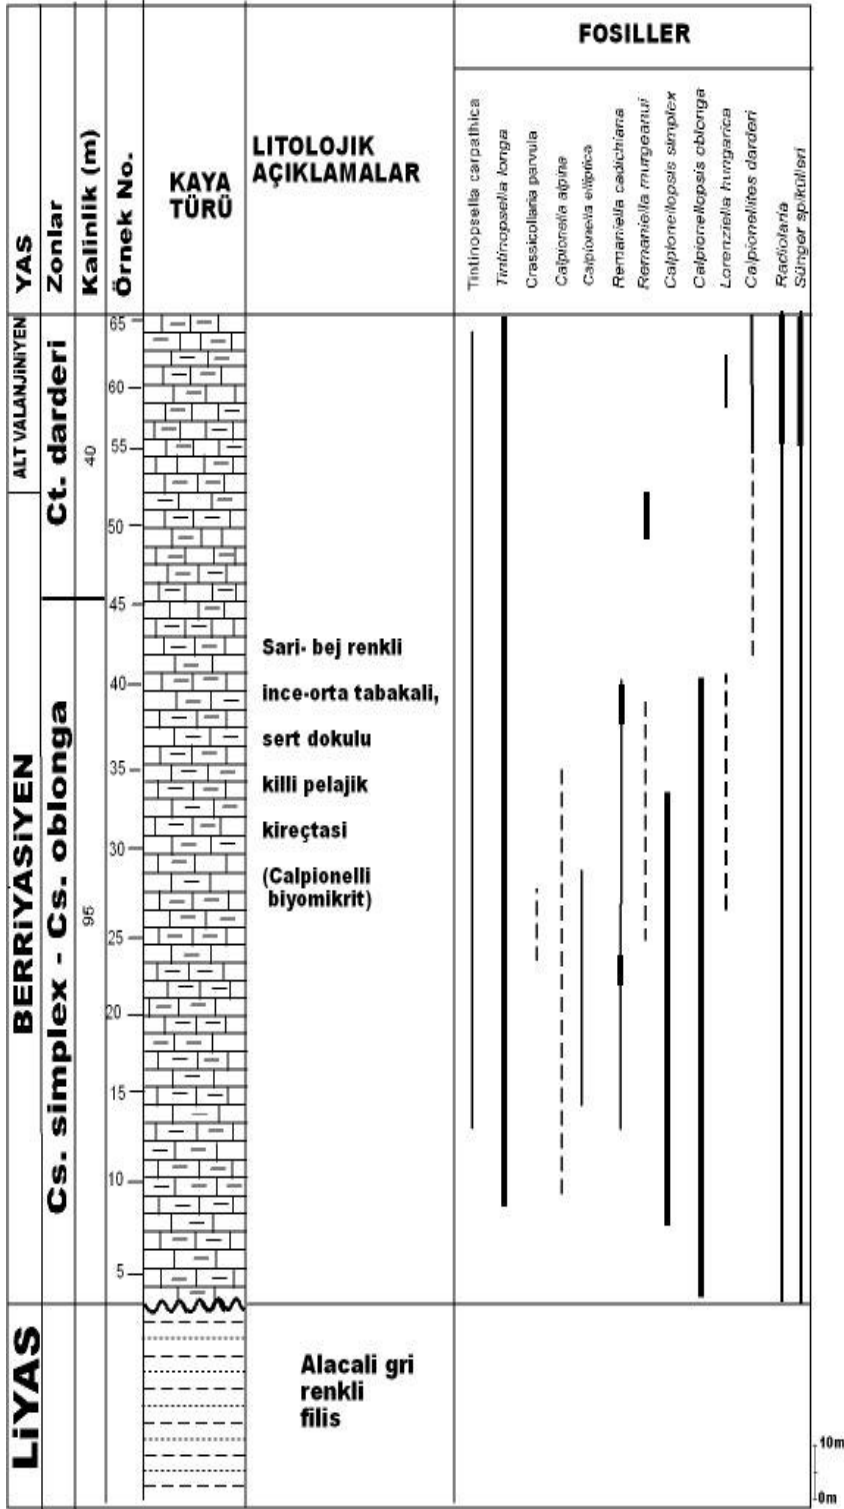 FOSILLER
YAS
Zonlar
Kalinlik (m)
Örnek No.
KAYA
TÜRÜ
LITOLOJIK
AÇIKLAMALAR
Tintinopsella carpathica
Tintinopsella longa
Crassicollaria parvula
Calpionella alpina
Calpionella elliptica
Remaniella cadichiana
Remaniella murgeanui
Calpionellopsis simplex
Calpionellopsis oblonga
Lorenziella hungarica
Calpionellites darderi
Radiolaria
Sünger spikülleri
ALT VALANJiNiYEN
Ct. darderi
40
65
60
55
50
45
BERRiYASiYEN
Cs. simplex - Cs. oblonga
95
40
35
30
25
20
15
10
5
Sari- bej renkli
ince-orta tabakali,
sert dokulu
killi pelajik
kireçtasi
(Calpionelli
biyomikrit)
LiYAS
Alacali gri
renkli
filis
10m
0m